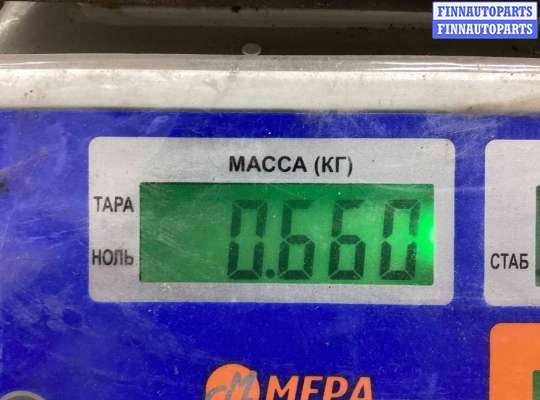 FINNAUTOPARTS
FINNAUTOPARTS
МАССА (КГ)
ТАРА
НОЛЬ
0.660
СТАБ
МЕРА